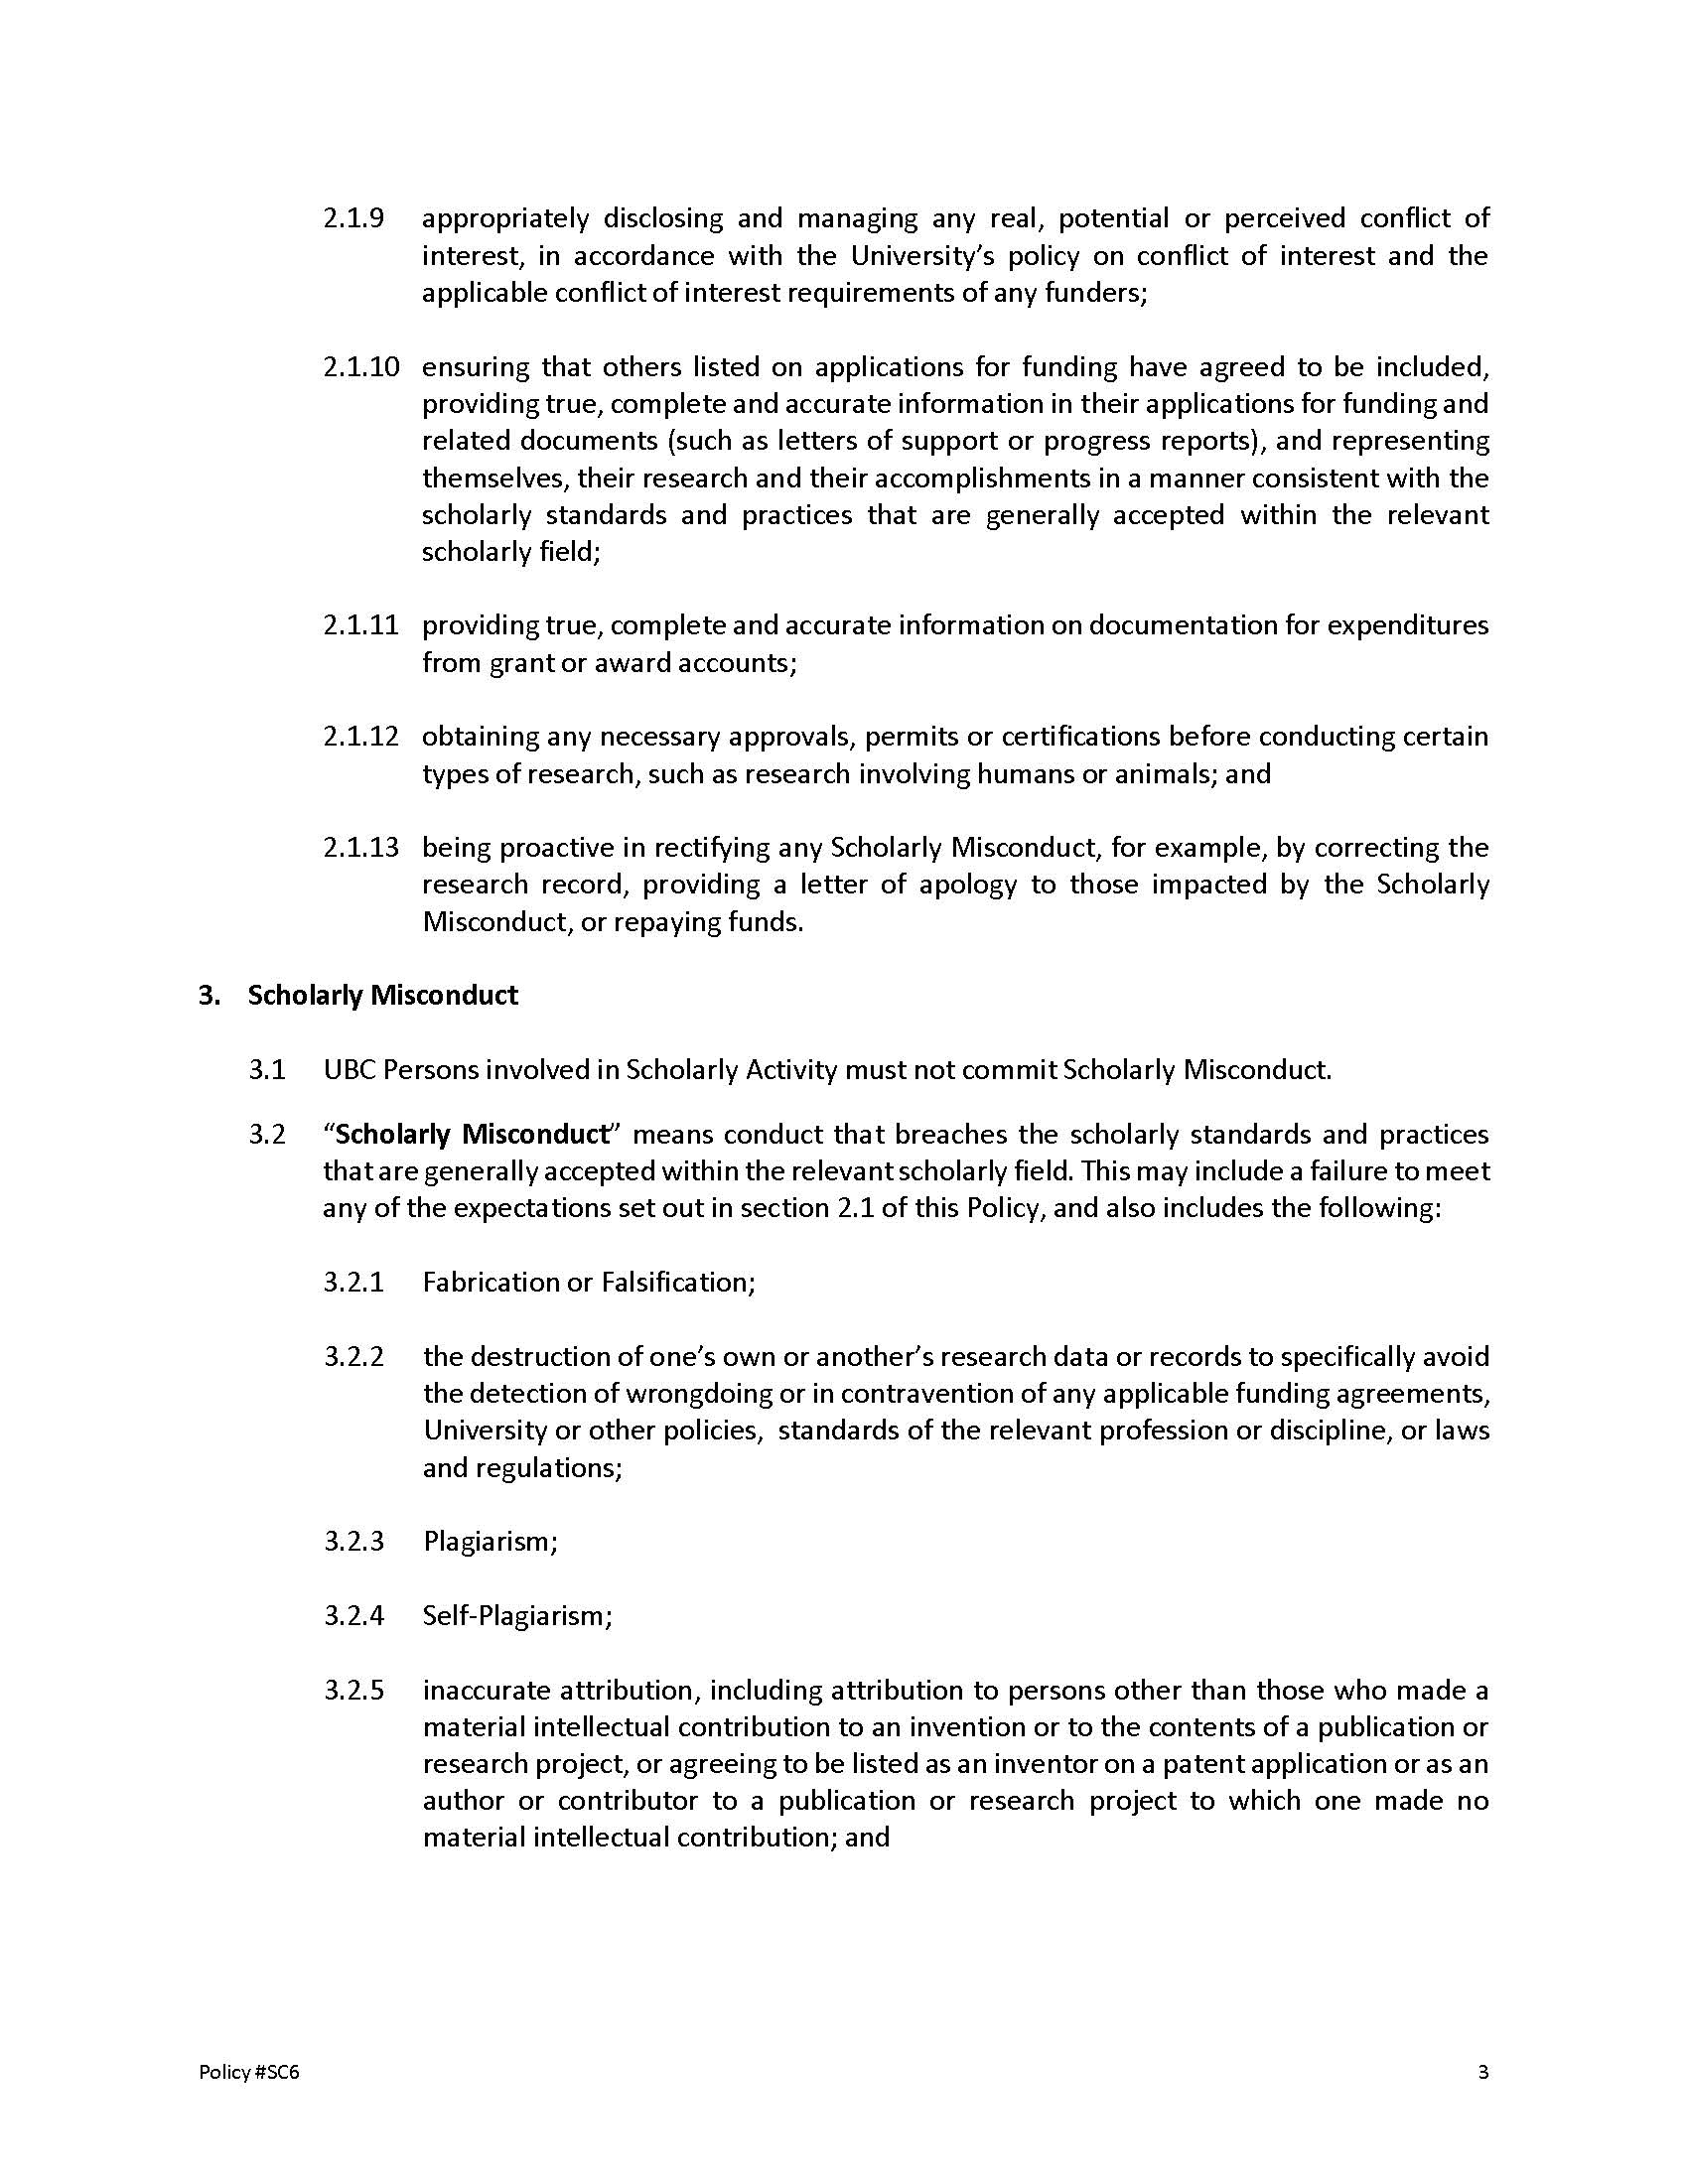 2.1.9 appropriately disclosing and managing any real, potential or perceived conflict of
interest, in accordance with the University’s policy on conflict of interest and the
applicable conflict of interest requirements of any funders;
2.1.10 ensuring that others listed on applications for funding have agreed to be included,
providing true, complete and accurate information in their applications for funding and
related documents (such as letters of support or progress reports), and representing
themselves, their research and their accomplishments in a manner consistent with the
scholarly standards and practices that are generally accepted within the relevant
scholarly field;
2.1.11 providing true, complete and accurate information on documentation for expenditures
from grant or award accounts;
2.1.12 obtaining any necessary approvals, permits or certifications before conducting certain
types of research, such as research involving humans or animals; and
2.1.13 being proactive in rectifying any Scholarly Misconduct, for example, by correcting the
research record, providing a letter of apology to those impacted by the Scholarly
Misconduct, or repaying funds.
3. Scholarly Misconduct
3.1 UBC Persons involved in Scholarly Activity must not commit Scholarly Misconduct.
3.2 “Scholarly Misconduct” means conduct that breaches the scholarly standards and practices
that are generally accepted within the relevant scholarly field. This may include a failure to meet
any of the expectations set out in section 2.1 of this Policy, and also includes the following:
3.2.1 Fabrication or Falsification;
3.2.2 the destruction of one’s own or another’s research data or records to specifically avoid
the detection of wrongdoing or in contravention of any applicable funding agreements,
University or other policies, standards of the relevant profession or discipline, or laws
and regulations;
3.2.3 Plagiarism;
3.2.4 Self-Plagiarism;
3.2.5 inaccurate attribution, including attribution to persons other than those who made a
material intellectual contribution to an invention or to the contents of a publication or
research project, or agreeing to be listed as an inventor on a patent application or as an
author or contributor to a publication or research project to which one made no
material intellectual contribution; and
Policy #SC6 3